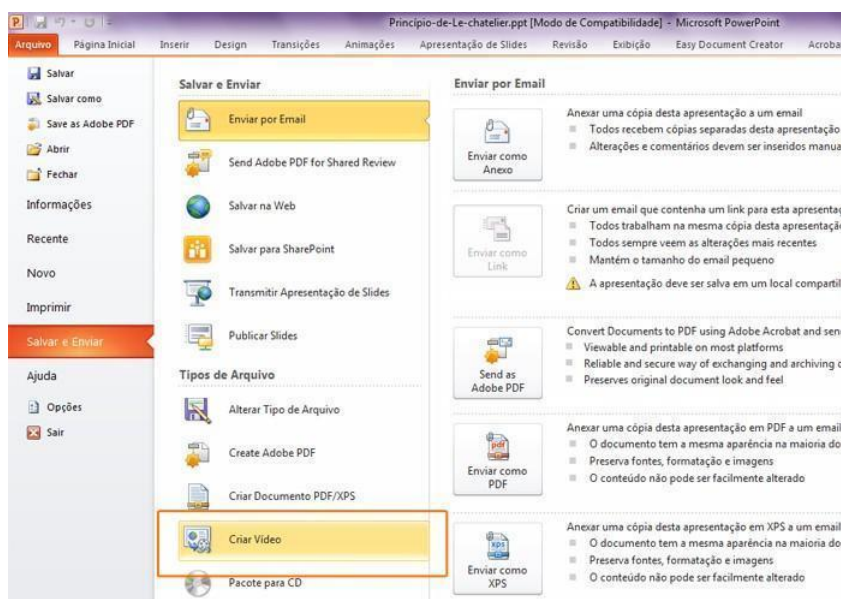 Princípio-de-Le-chatelier.ppt [Modo de Compatibilidade] - Microsoft PowerPoint
Arquivo Página Inicial Inserir Design Transições Animações Apresentação de Slides Revisão Exibição Easy Document Creator
Salvar
Salvar como
Save as Adobe PDF
Abrir
Fechar
Informações
Recente
Novo
Imprimir
Salvar e Enviar
Ajuda
Opções
Sair
Salvar e Enviar
Enviar por Email
Send Adobe PDF for Shared Review
Salvar na Web
Salvar para SharePoint
Transmitir Apresentação de Slides
Publicar Slides
Tipos de Arquivo
Alterar Tipo de Arquivo
Create Adobe PDF
Criar Documento PDF/XPS
Criar Vídeo
Pacote para CD
Enviar por Email
Enviar como
Anexo
Anexar uma cópia desta apresentação a um email
Todos recebem cópias separadas desta apresentação
Alterações e comentários devem ser inseridos
Enviar como
Link
Criar um email que contenha um link para esta
Todos trabalham na mesma cópia desta
Todos sempre veem as alterações mais recentes
Mantém o tamanho do email pequeno
A apresentação deve ser salva em um local
Send as
Adobe PDF
Convert Documents to PDF using Adobe Acrobat and
Viewable and printable on most platforms
Reliable and secure way of exchanging and archiving
Preserves original document look and feel
pdf
Enviar como
PDF
Anexar uma cópia desta apresentação em PDF a um email
O documento tem a mesma aparência na maioria
Preserva fontes, formatação e imagens
O conteúdo não pode ser facilmente alterado
xps
Enviar como
XPS
Anexar uma cópia desta apresentação em XPS a um email
O documento tem a mesma aparência na maioria
Preserva fontes, formatação e imagens
O conteúdo não pode ser facilmente alterado